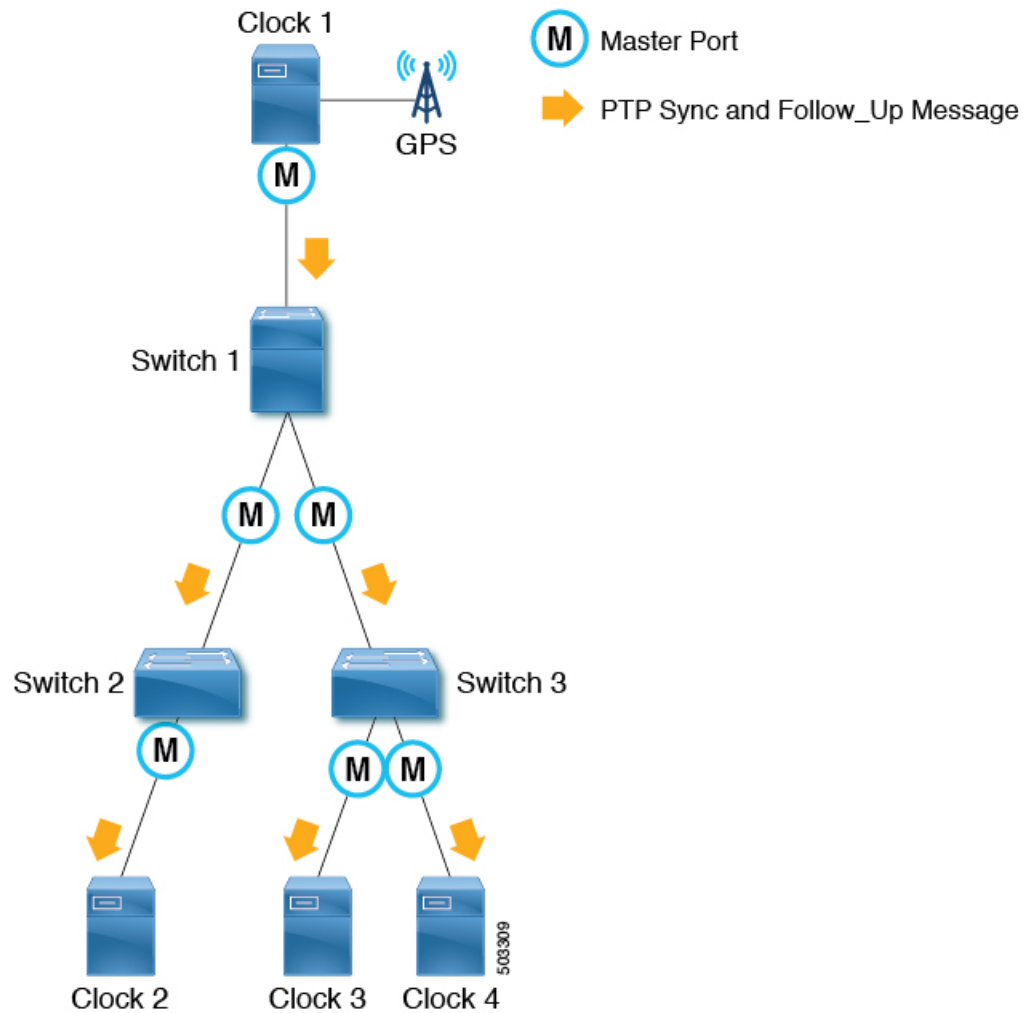 Clock 1
M Master Port
PTP Sync and Follow_Up Message
GPS
M
Switch 1
M M
Switch 2
Switch 3
M
M M
Clock 2
Clock 3
Clock 4
503309